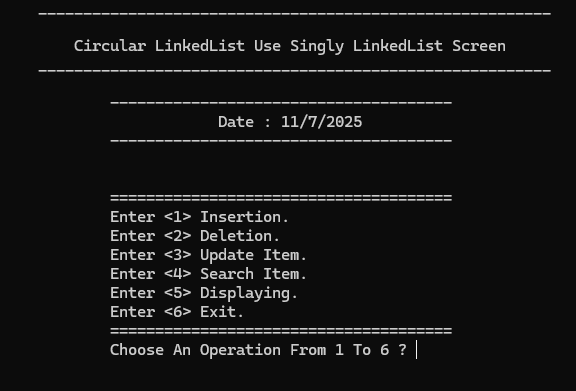 Circular LinkedList Use Singly LinkedList Screen
Date : 11/7/2025
Enter <1> Insertion.
Enter <2> Deletion.
Enter <3> Update Item.
Enter <4> Search Item.
Enter <5> Displaying.
Enter <6> Exit.
Choose An Operation From 1 To 6 ?